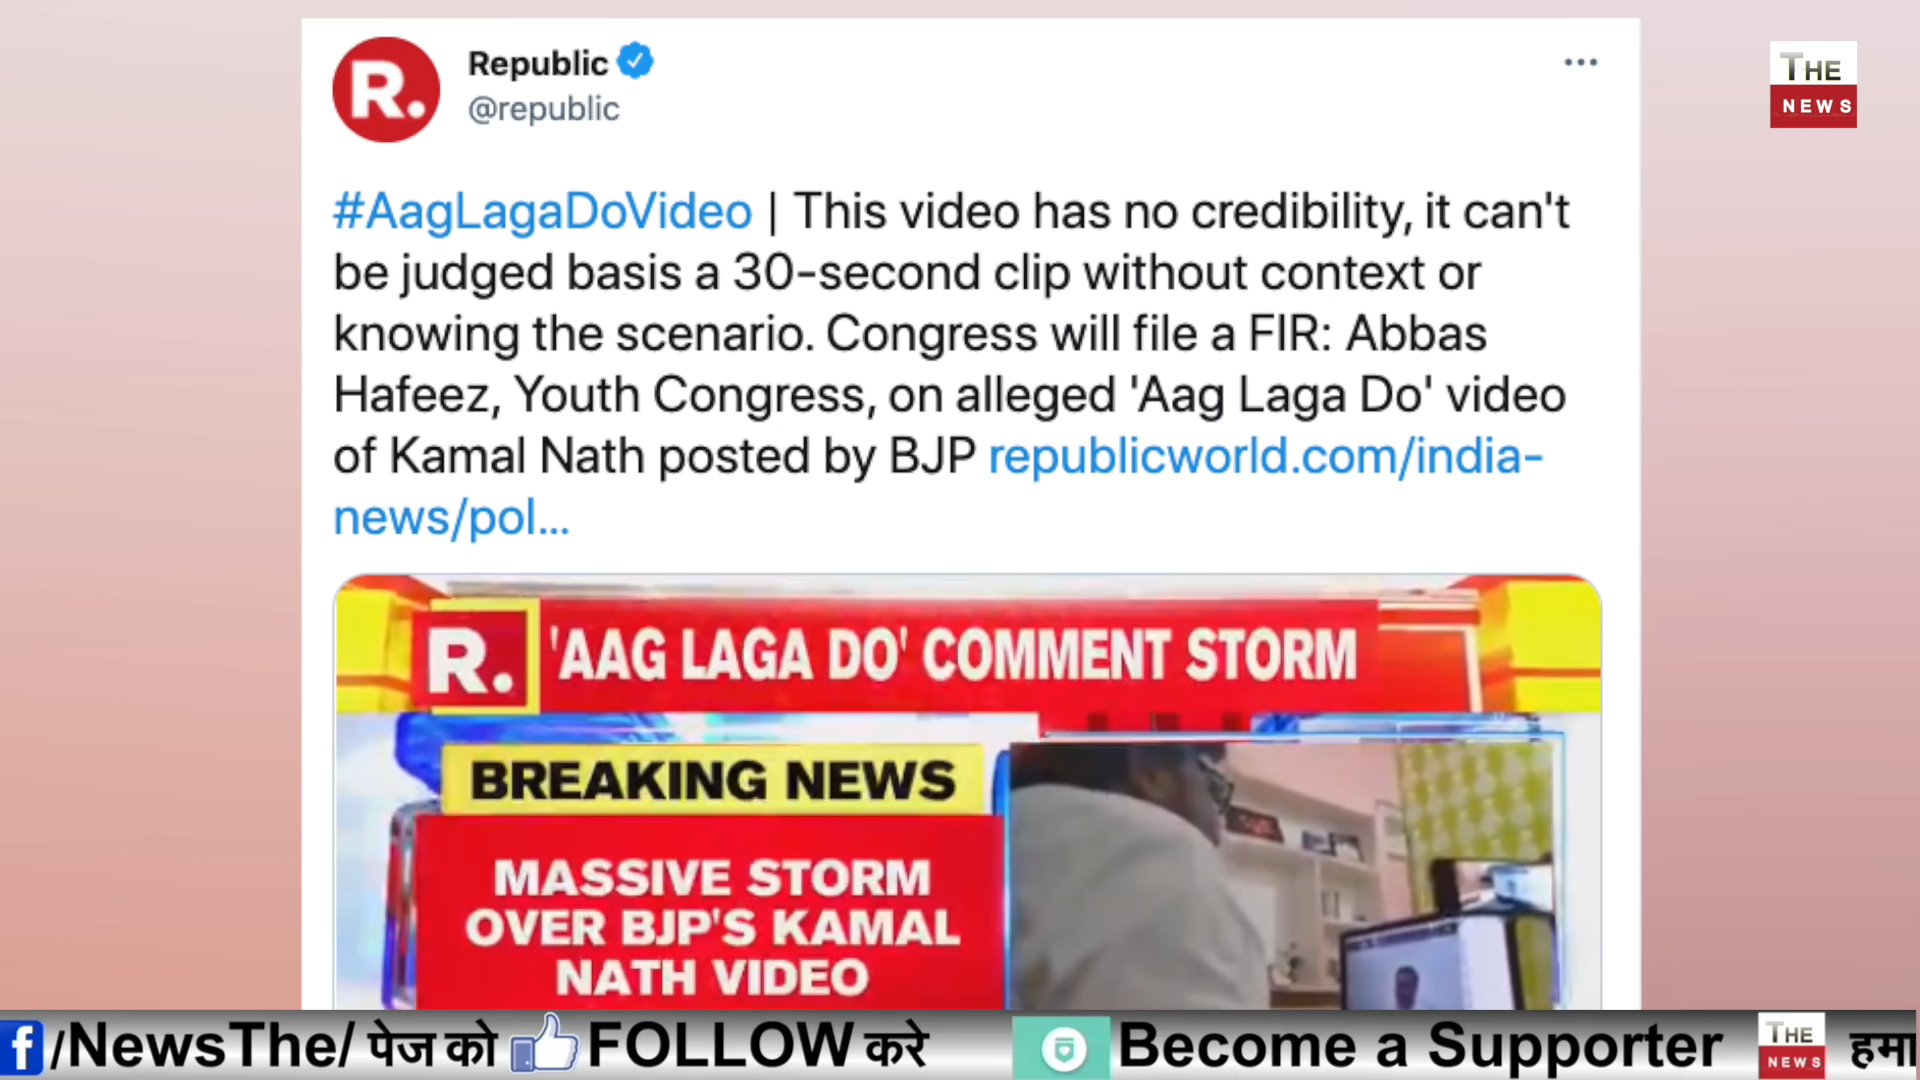 R.
Republic
@republic
THE
NEWS
#AagLagaDoVideo | This video has no credibility, it can't
be judged basis a 30-second clip without context or
knowing the scenario. Congress will file a FIR: Abbas
Hafeez, Youth Congress, on alleged 'Aag Laga Do' video
of Kamal Nath posted by BJP republicworld.com/india-
news/pol...
R. 'AAG LAGA DO' COMMENT STORM
BREAKING NEWS
MASSIVE STORM
OVER BJP'S KAMAL
NATH VIDEO
f/NewsThe/ पेज को FOLLOW करे Become a Supporter THE NEWS हमा